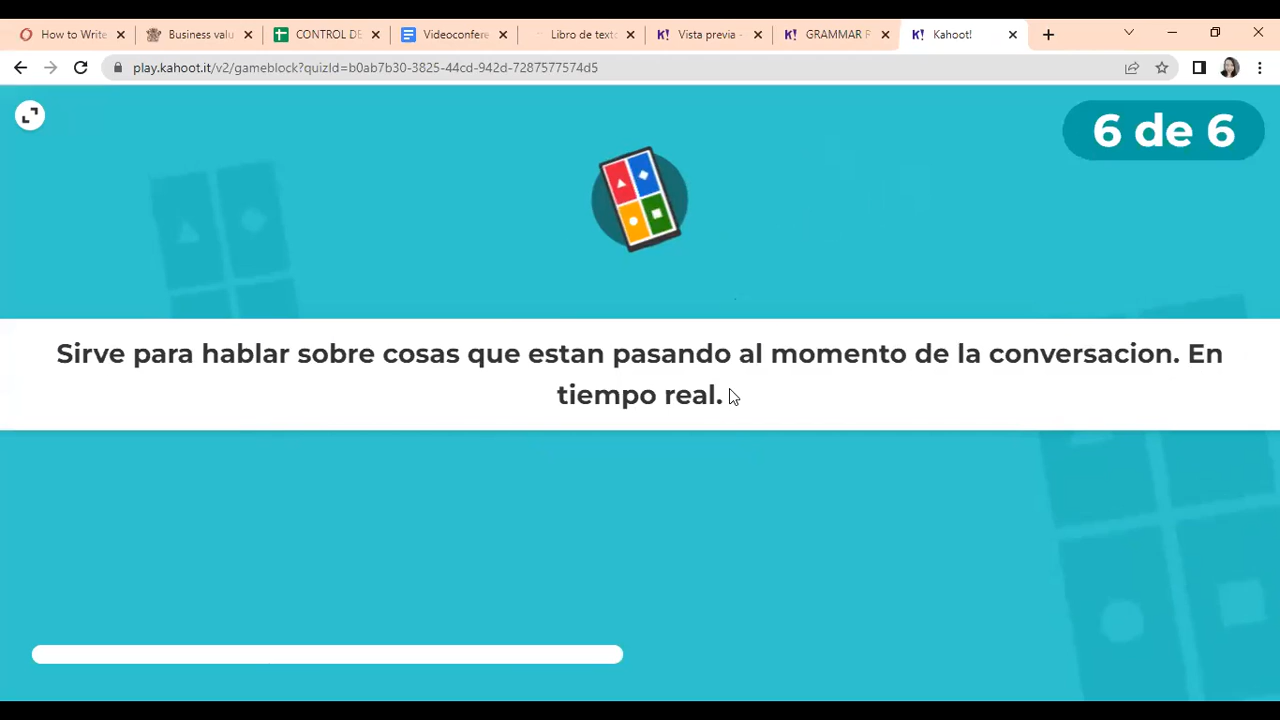 How to Write
Business valu
CONTROL DE
Videoconfere
Libro de texto
Vista previa -
K! GRAMMAR
K! Kahoot!
play.kahoot.it/v2/gameblock?quizId=b0ab7b30-3825-44cd-942d-7287577574d5
6 de 6
Sirve para hablar sobre cosas que estan pasando al momento de la conversacion. En
tiempo real.